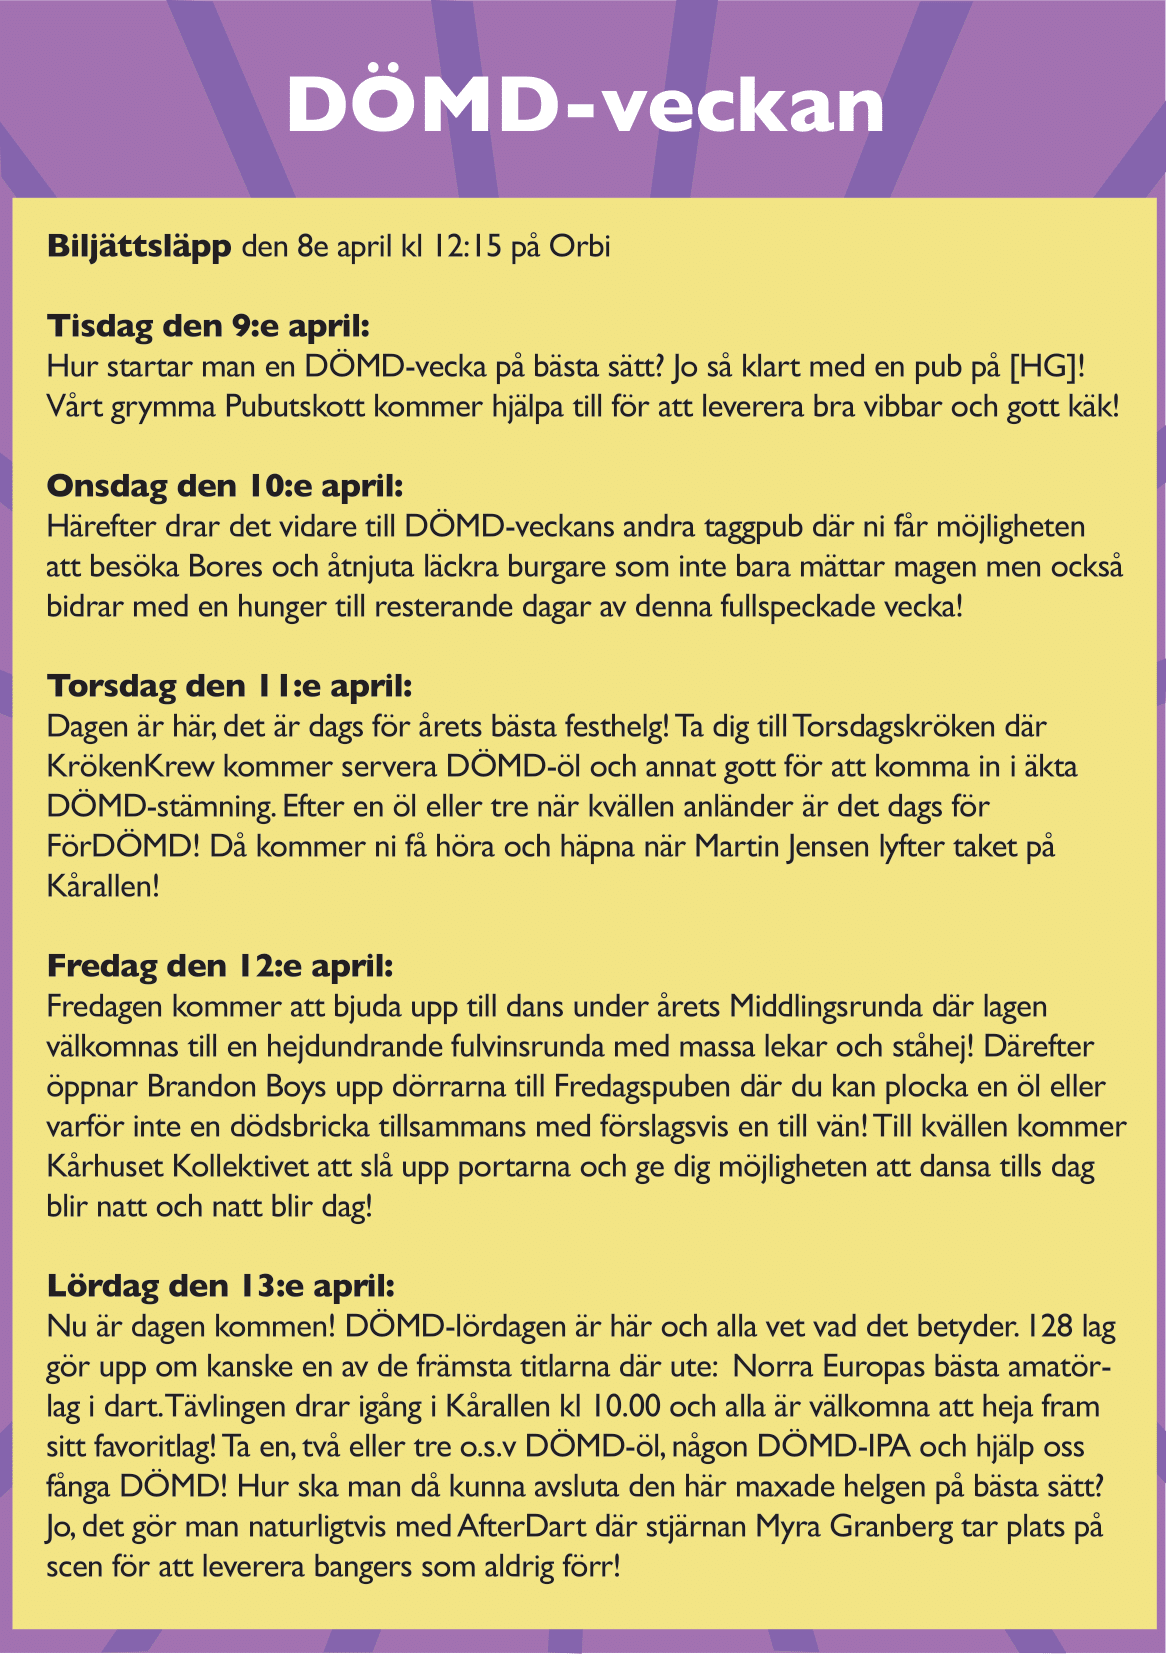 DÖMD-veckan
Biljättsläpp den 8e april kl 12:15 på Orbi
Tisdag den 9:e april:
Hur startar man en DÖMD-vecka på bästa sätt? Jo så klart med en pub på [HG]!
Vårt grymma Pubutskott kommer hjälpa till för att leverera bra vibbar och gott käk!
Onsdag den 10:e april:
Härefter drar det vidare till DÖMD-veckans andra taggpub där ni får möjligheten
att besöka Bores och åtnjuta läckra burgare som inte bara mättar magen men också
bidrar med en hunger till resterande dagar av denna fullspeckade vecka!
Torsdag den 11:e april:
Dagen är här, det är dags för årets bästa festhelg! Ta dig till Torsdagskröken där
KrökenKrew kommer servera DÖMD-öl och annat gott för att komma in i äkta
DÖMD-stämning. Efter en öl eller tre när kvällen anländer är det dags för
FörDÖMD! Då kommer ni få höra och häpna när Martin Jensen lyfter taket på
Kårallen!
Fredag den 12:e april:
Fredagen kommer att bjuda upp till dans under årets Middlingsrunda där lagen
välkomnas till en hejdundrande fulvinsrunda med massa lekar och ståhej! Därefter
öppnar Brandon Boys upp dörrarna till Fredagspuben där du kan plocka en öl eller
varför inte en dödsbricka tillsammans med förslagsvis en till vän! Till kvällen kommer
Kårhuset Kollektivet att slå upp portarna och ge dig möjligheten att dansa tills dag
blir natt och natt blir dag!
Lördag den 13:e april:
Nu är dagen kommen! DÖMD-lördagen är här och alla vet vad det betyder. 128 lag
gör upp om kanske en av de främsta titlarna där ute:  Norra Europas bästa amatör-
lag i dart. Tävlingen drar igång i Kårallen kl 10.00 och alla är välkomna att heja fram
sitt favoritlag! Ta en, två eller tre o.s.v DÖMD-öl, någon DÖMD-IPA och hjälp oss
fånga DÖMD! Hur ska man då kunna avsluta den här maxade helgen på bästa sätt?
Jo, det gör man naturligtvis med AfterDart där stjärnan Myra Granberg tar plats på
scen för att leverera bangers som aldrig förr!